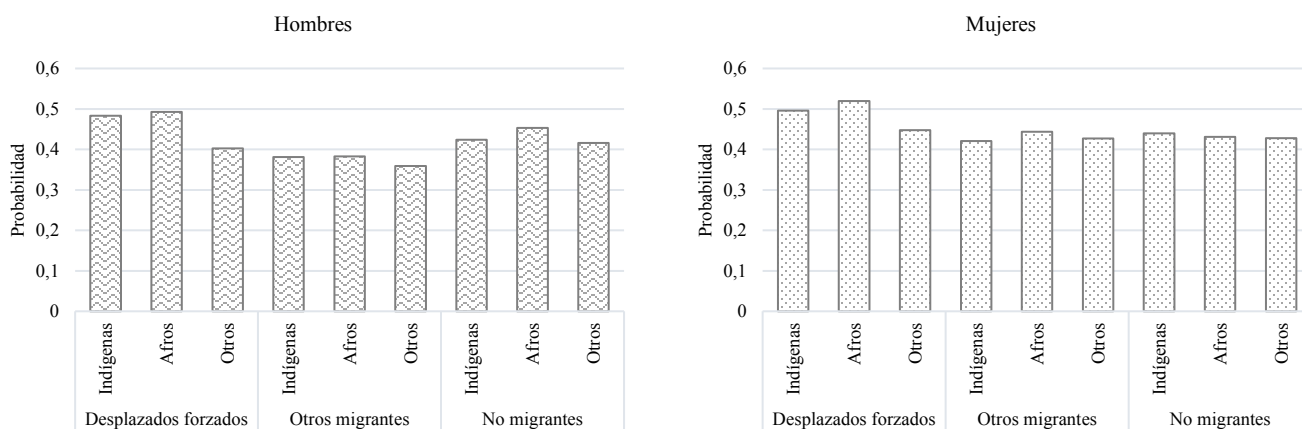 Hombres
Probabilidad
0,6
0,5
0,4
0,3
0,2
0,1
0
Indígenas
Afros
Otros
Indígenas
Afros
Otros
Indígenas
Afros
Otros
Desplazados forzados
Otros migrantes
No migrantes
Mujeres
Probabilidad
0,6
0,5
0,4
0,3
0,2
0,1
0
Indígenas
Afros
Otros
Indígenas
Afros
Otros
Indígenas
Afros
Otros
Desplazados forzados
Otros migrantes
No migrantes